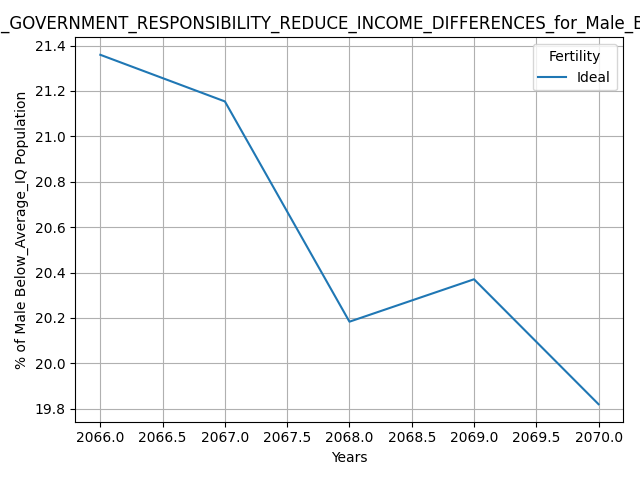 _GOVERNMENT_RESPONSIBILITY_REDUCE_INCOME_DIFFERENCES_for_Male_
21.4
21.2
21.0
20.8
20.6
20.4
20.2
20.0
19.8
% of Male Below_Average_IQ Population
Fertility
Ideal
2066.0 2066.5 2067.0 2067.5 2068.0 2068.5 2069.0 2069.5 2070.0
Years